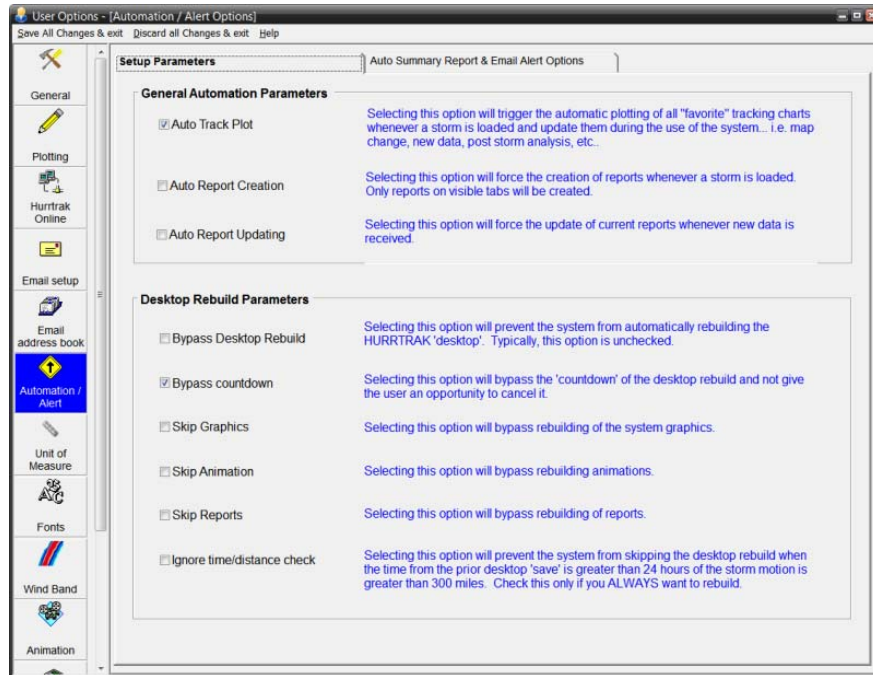 User Options - [Automation / Alert Options]
Save All Changes & exit Discard all Changes & exit Help
General
Plotting
Hurrtrak
Online
Email setup
Email
address book
Automation /
Alert
Unit of
Measure
Fonts
Wind Band
Animation
Setup Parameters
Auto Summary Report & Email Alert Options
General Automation Parameters
Auto Track Plot
Selecting this option will trigger the automatic plotting of all "favorite" tracking charts
whenever a storm is loaded and update them during the use of the system... i.e. map
change, new data, post storm analysis, etc..
Auto Report Creation
Selecting this option will force the creation of reports whenever a storm is loaded.
Only reports on visible tabs will be created.
Auto Report Updating
Selecting this option will force the update of current reports whenever new data is
received.
Desktop Rebuild Parameters
Bypass Desktop Rebuild
Selecting this option will prevent the system from automatically rebuilding the
HURRTRAK 'desktop'. Typically, this option is unchecked.
Bypass countdown
Selecting this option will bypass the 'countdown' of the desktop rebuild and not give
the user an opportunity to cancel it.
Skip Graphics
Selecting this option will bypass rebuilding of the system graphics.
Skip Animation
Selecting this option will bypass rebuilding animations.
Skip Reports
Selecting this option will bypass rebuilding of reports.
Ignore time/distance check
Selecting this option will prevent the system from skipping the desktop rebuild when
the time from the prior desktop 'save' is greater than 24 hours of the storm motion is
greater than 300 miles. Check this only if you ALWAYS want to rebuild.